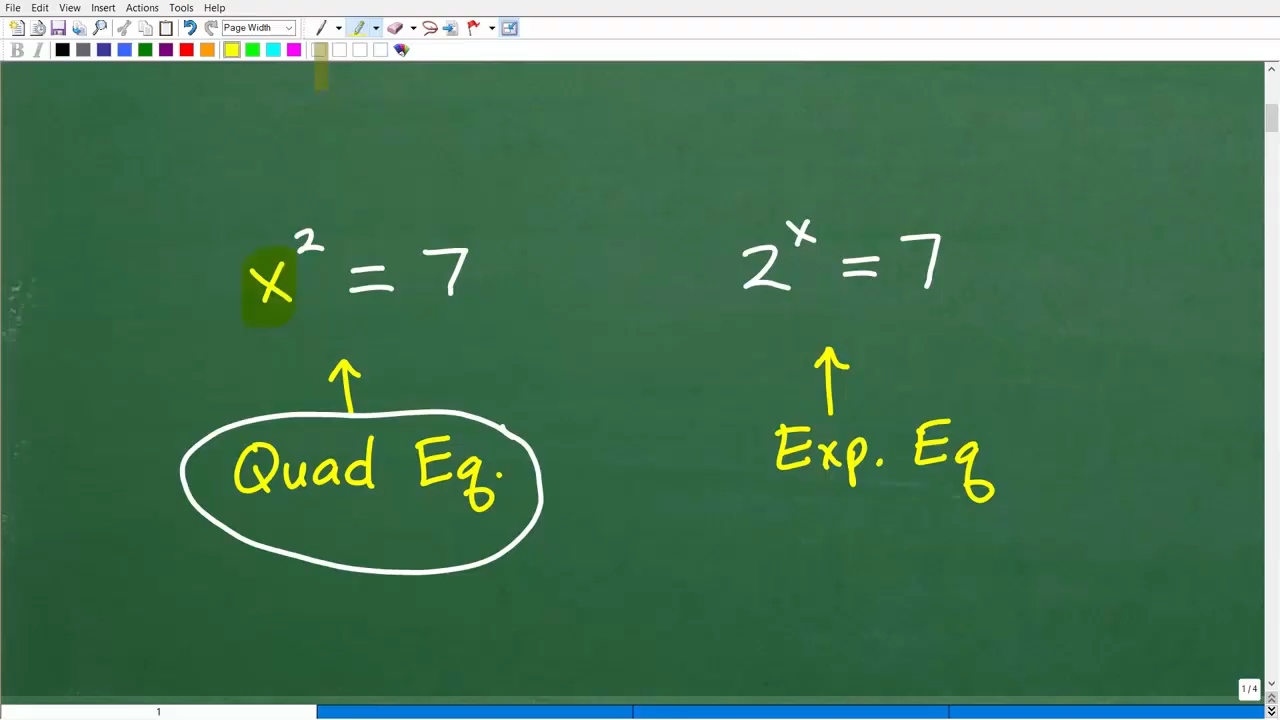 File Edit View Insert Actions Tools Help
Page Width
B I
x² = 7
2ˣ = 7
Quad Eq.
Exp. Eq
1 / 4
1